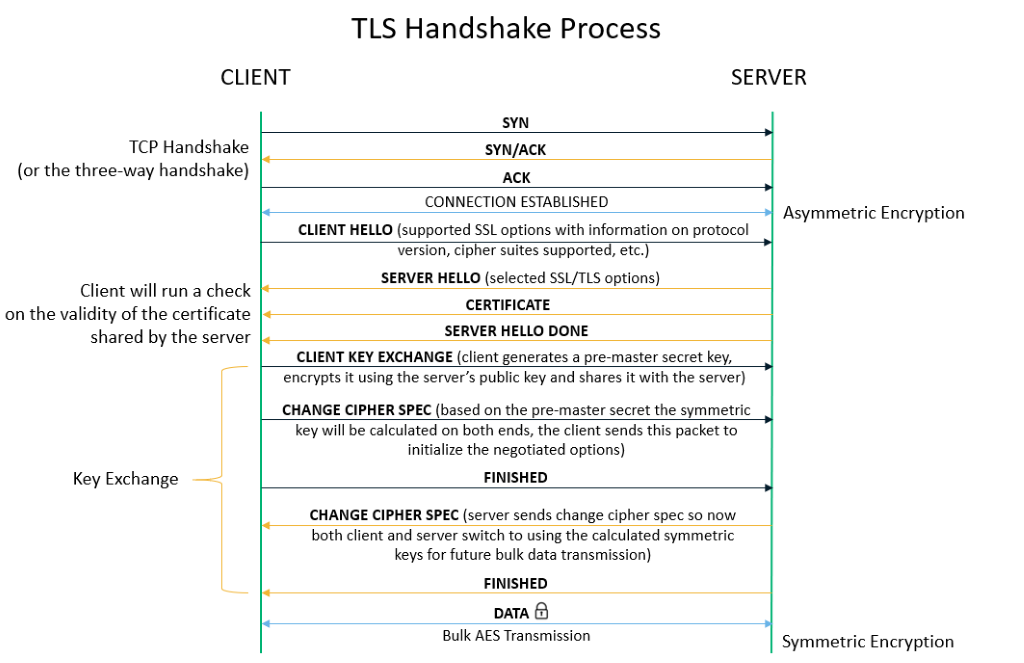 TLS Handshake Process
CLIENT
SERVER
SYN
TCP Handshake
(or the three-way handshake)
SYN/ACK
ACK
CONNECTION ESTABLISHED
Asymmetric Encryption
CLIENT HELLO (supported SSL options with information on protocol
version, cipher suites supported, etc.)
SERVER HELLO (selected SSL/TLS options)
Client will run a check
on the validity of the certificate
shared by the server
CERTIFICATE
SERVER HELLO DONE
CLIENT KEY EXCHANGE (client generates a pre-master secret key,
encrypts it using the server's public key and shares it with the server)
CHANGE CIPHER SPEC (based on the pre-master secret the symmetric
key will be calculated on both ends, the client sends this packet to
initialize the negotiated options)
Key Exchange
FINISHED
CHANGE CIPHER SPEC (server sends change cipher spec so now
both client and server switch to using the calculated symmetric
keys for future bulk data transmission)
FINISHED
DATA
Bulk AES Transmission
Symmetric Encryption